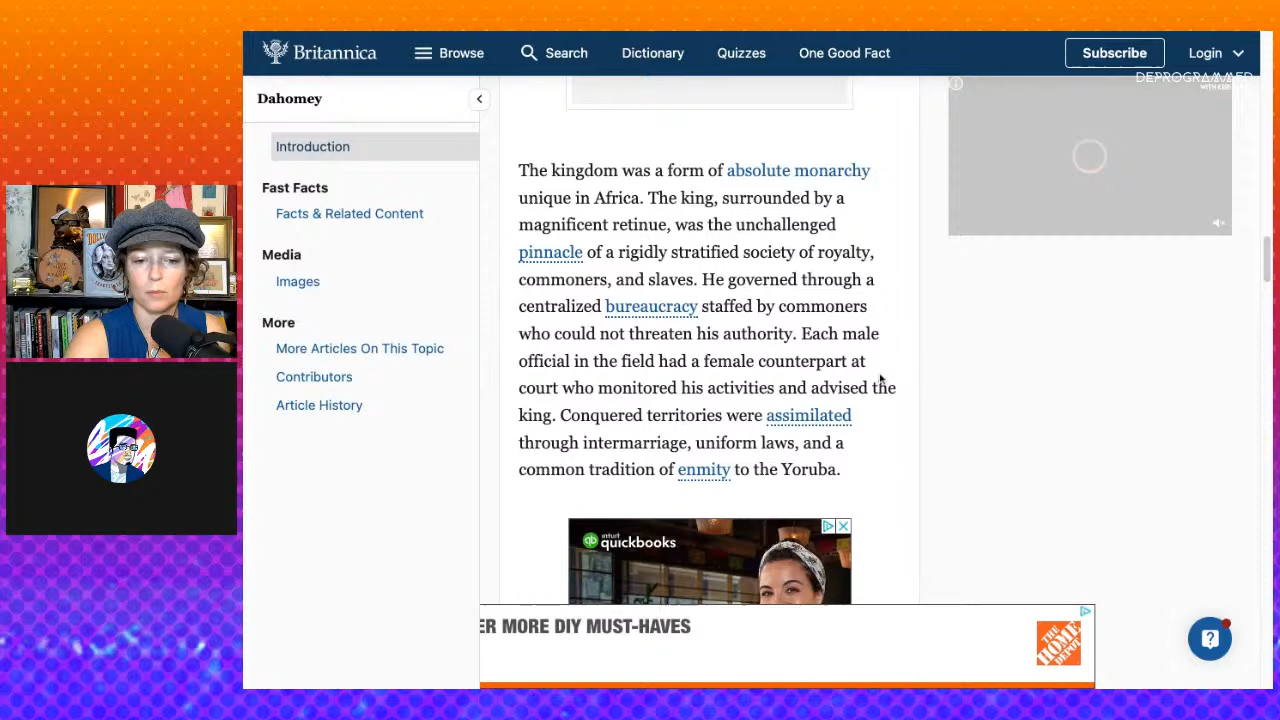 Britannica
Browse
Search
Dictionary
Quizzes
One Good Fact
Subscribe
Login
DEPROGRAMMED
Dahomey
Introduction
Fast Facts
Facts & Related Content
Media
Images
More
More Articles On This Topic
Contributors
Article History
The kingdom was a form of absolute monarchy
unique in Africa. The king, surrounded by a
magnificent retinue, was the unchallenged
pinnacle of a rigidly stratified society of royalty,
commoners, and slaves. He governed through a
centralized bureaucracy staffed by commoners
who could not threaten his authority. Each male
official in the field had a female counterpart at
court who monitored his activities and advised the
king. Conquered territories were assimilated
through intermarriage, uniform laws, and a
common tradition of enmity to the Yoruba.
intuit
quickbooks
ER MORE DIY MUST-HAVES
THE HOME DEPOT